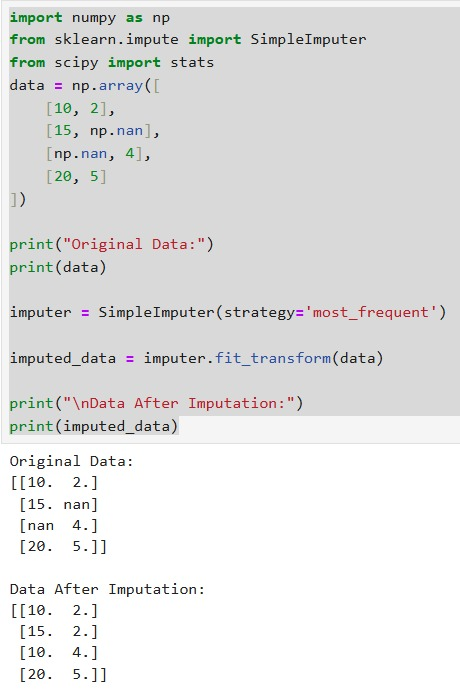 import numpy as np
from sklearn.impute import SimpleImputer
from scipy import stats
data = np.array([
    [10, 2],
    [15, np.nan],
    [np.nan, 4],
    [20, 5]
])
print("Original Data:")
print(data)
imputer = SimpleImputer(strategy='most_frequent')
imputed_data = imputer.fit_transform(data)
print("\nData After Imputation:")
print(imputed_data)
Original Data:
[[10.  2.]
 [15. nan]
 [nan  4.]
 [20.  5.]]
Data After Imputation:
[[10.  2.]
 [15.  2.]
 [10.  4.]
 [20.  5.]]